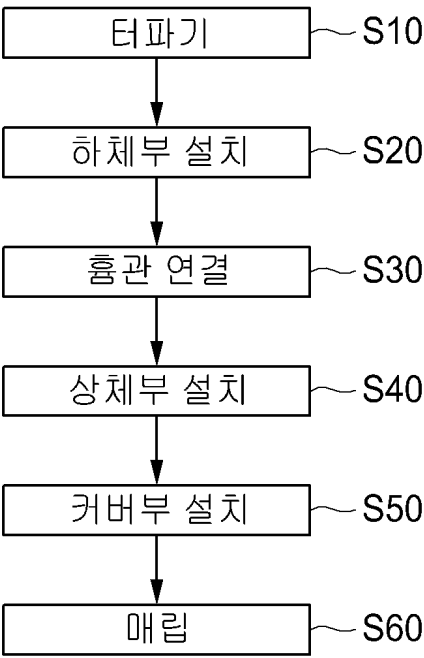 터파기 S10
하체부 설치 S20
흄관 연결 S30
상체부 설치 S40
커버부 설치 S50
매립 S60